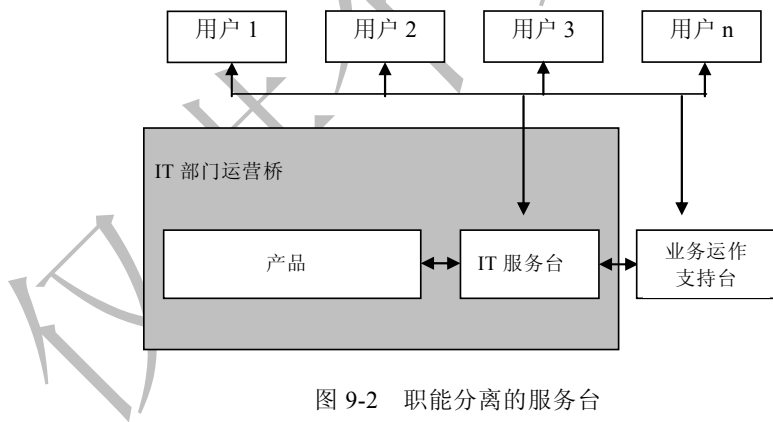 用户 1
用户 2
用户 3
用户 n
IT 部门运营桥
产品
IT 服务台
业务运作
支持台
图 9-2 职能分离的服务台